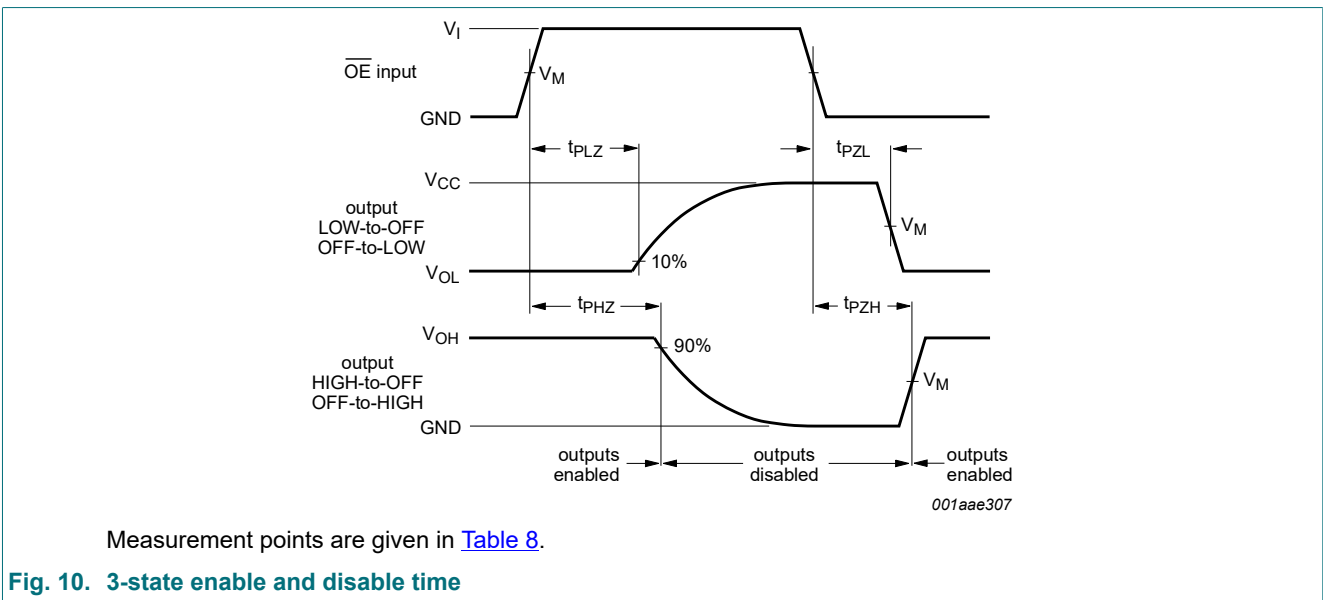 V_I
OE input
V_M
GND
t_PLZ
t_PZL
V_CC
output
LOW-to-OFF
OFF-to-LOW
V_M
10%
V_OL
t_PHZ
t_PZH
V_OH
90%
output
HIGH-to-OFF
OFF-to-HIGH
V_M
GND
outputs
enabled
outputs
disabled
outputs
enabled
001aae307
Measurement points are given in Table 8.
Fig. 10. 3-state enable and disable time